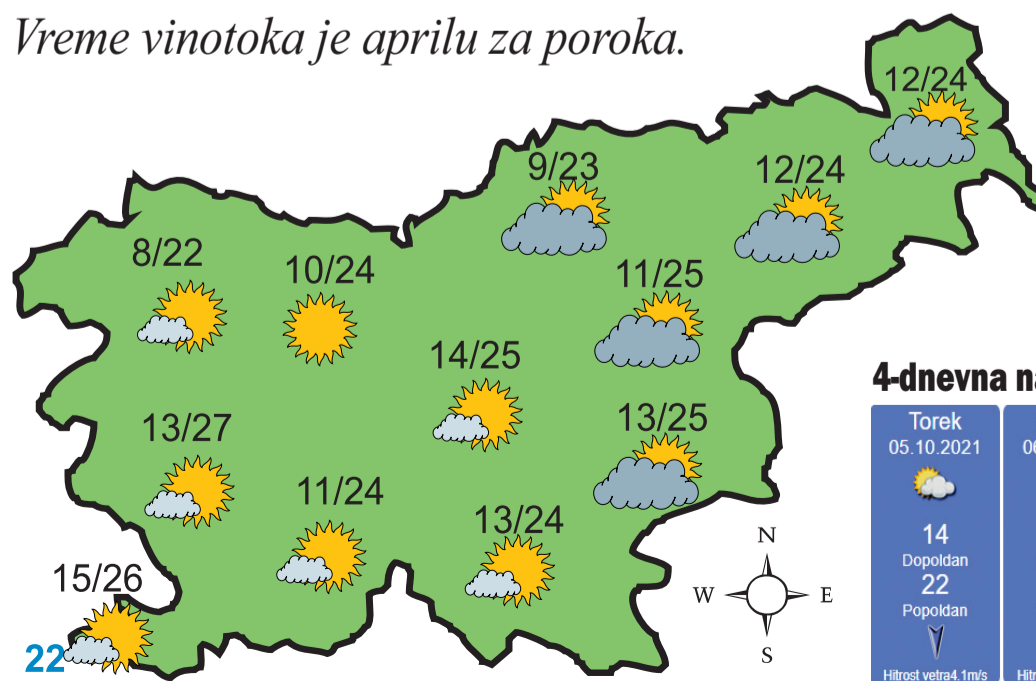 Vreme vinotoka je aprilu za poroka.
12/24
9/23
12/24
8/22
10/24
11/25
14/25
13/27
13/25
11/24
13/24
15/26
22
N
W E
S
4-dnevna na
Torek
05.10.2021
14
Dopoldan
22
Popoldan
Hitrost vetra4.1m/s